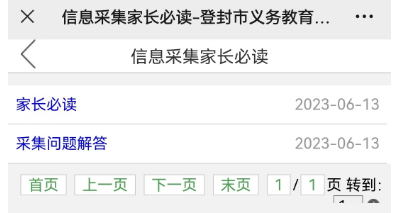 信息采集家长必读-登封市义务教育...
信息采集家长必读
家长必读 2023-06-13
采集问题解答 2023-06-13
首页 上一页 下一页 末页 1/1页 转到: